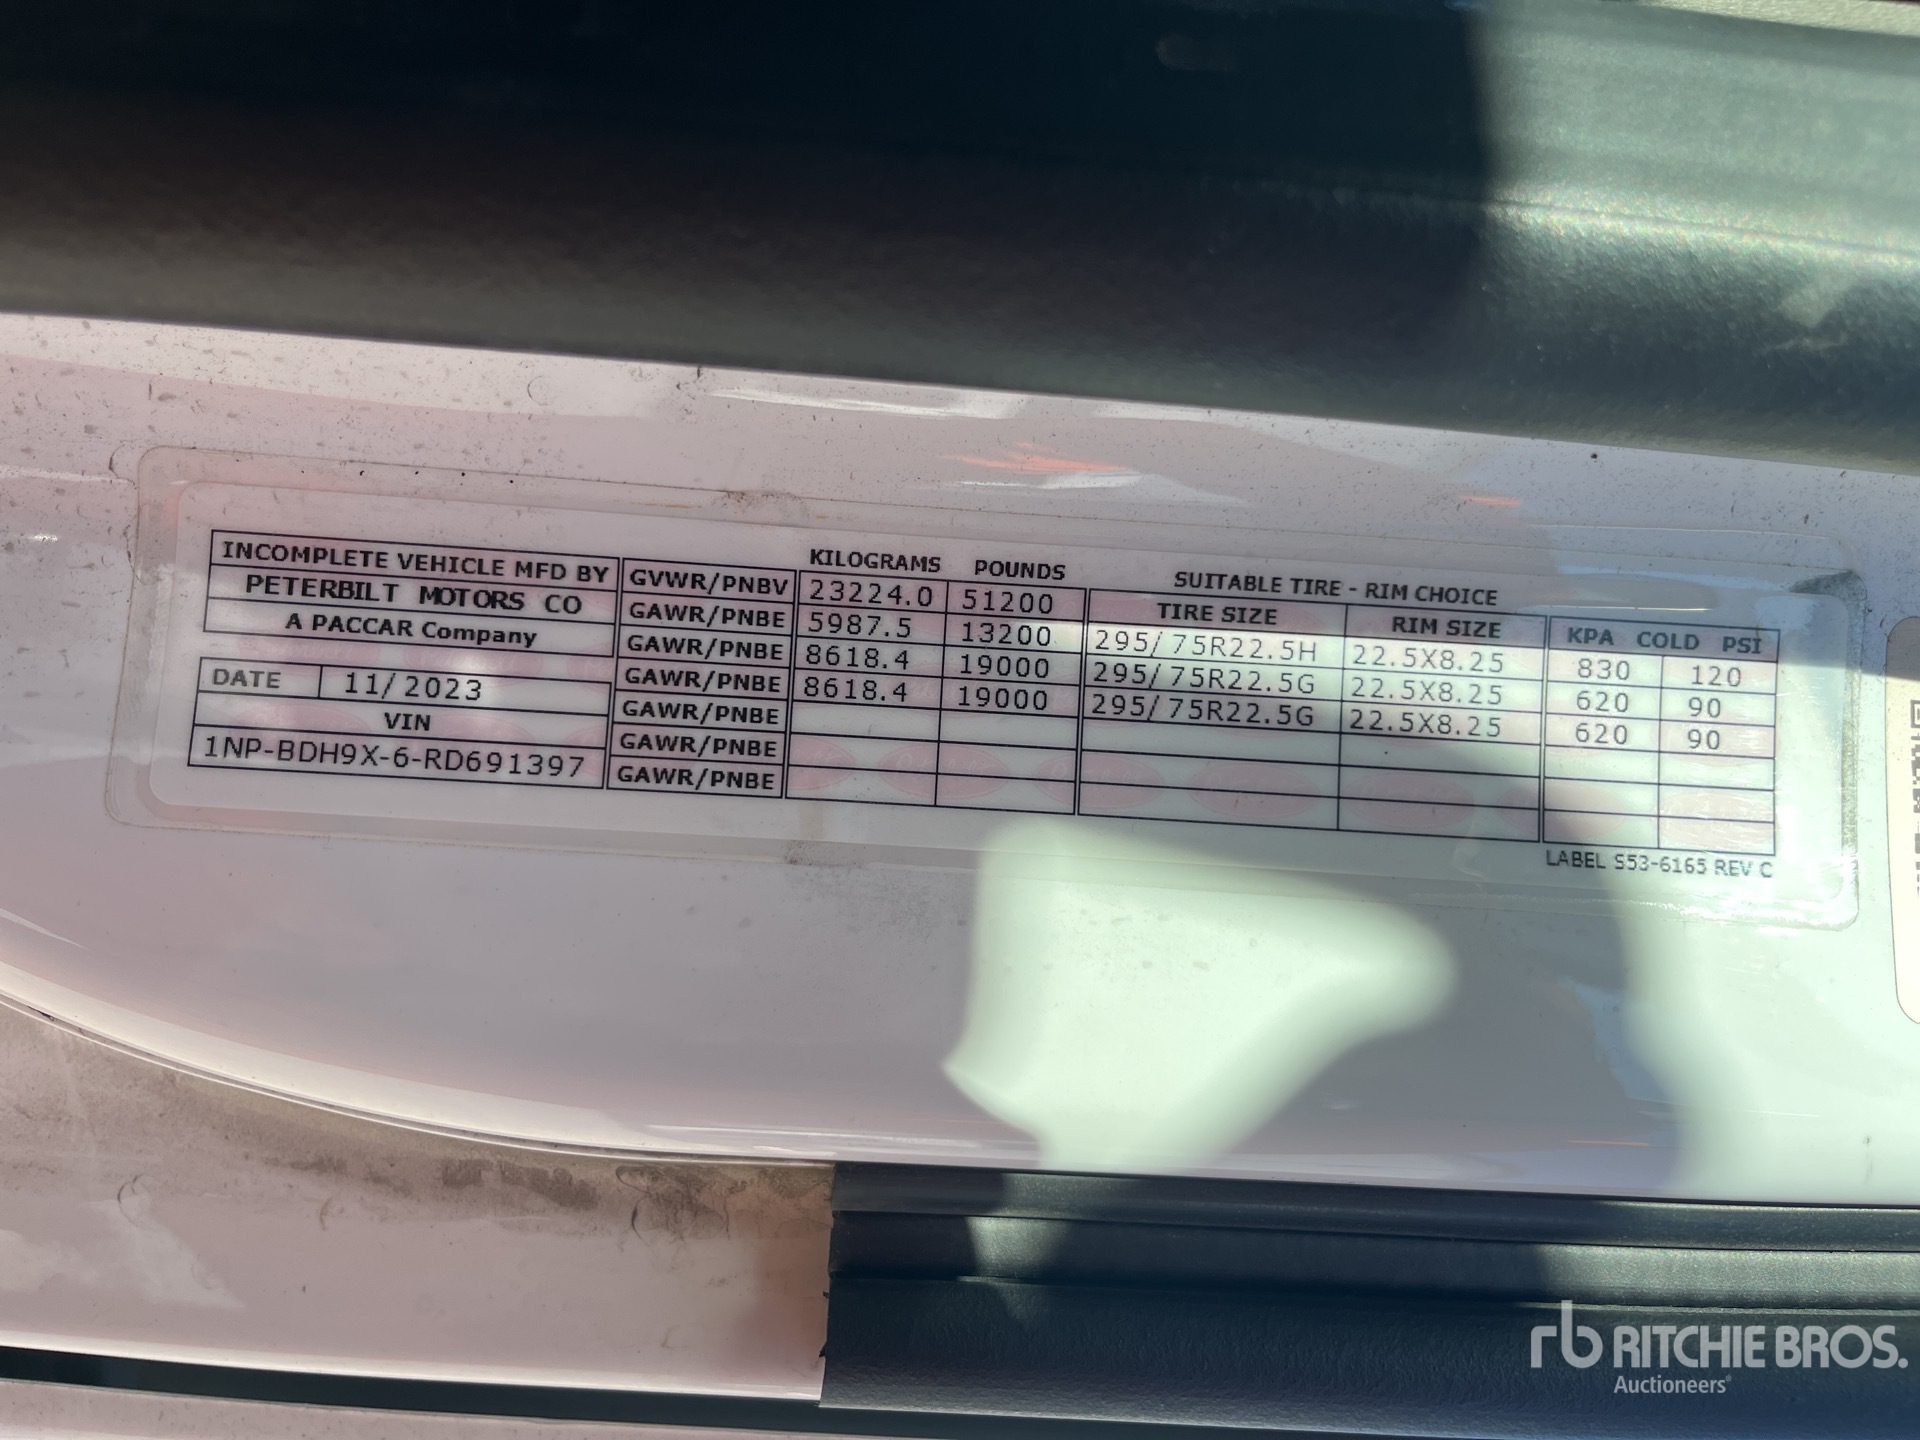 INCOMPLETE VEHICLE MFD BY
PETERBILT MOTORS CO
A PACCAR Company
DATE 11/2023
VIN
1NP-BDH9X-6-RD691397
KILOGRAMS POUNDS
GVWR/PNBV 23224.0 51200
GAWR/PNBE 5987.5 13200
GAWR/PNBE 8618.4 19000
GAWR/PNBE 8618.4 19000
GAWR/PNBE
GAWR/PNBE
GAWR/PNBE
SUITABLE TIRE - RIM CHOICE
TIRE SIZE RIM SIZE KPA COLD PSI
295/75R22.5H 22.5X8.25 830 120
295/75R22.5G 22.5X8.25 620 90
295/75R22.5G 22.5X8.25 620 90
LABEL S53-6165 REV C
rb RITCHIE BROS.
Auctioneers®